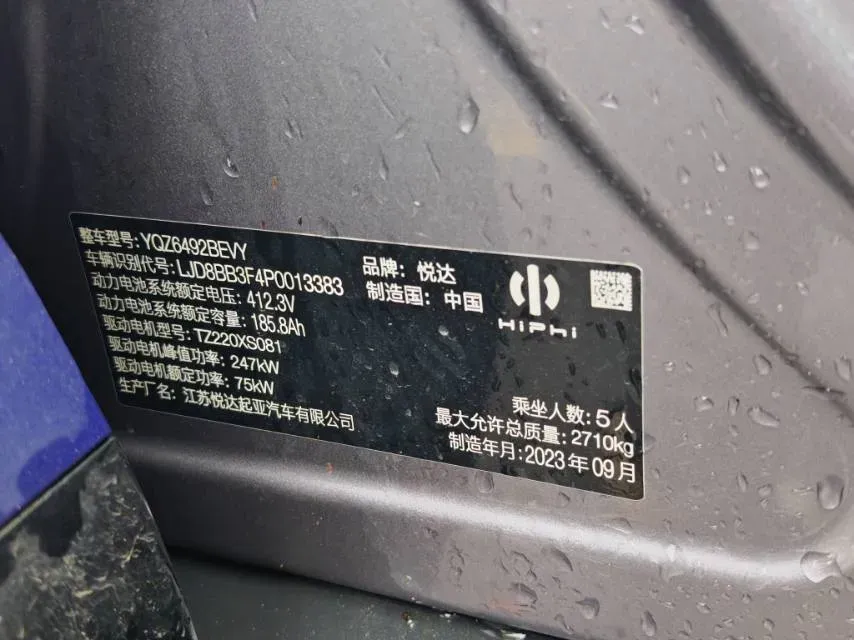 整车型号: YQZ6492BEVY
车辆识别代号: LJD8BB3F4P0013383
动力电池系统额定电压: 412.3V
动力电池系统额定容量: 185.8Ah
驱动电机型号: TZ220XS081
驱动电机峰值功率: 247kW
驱动电机额定功率: 75kW
生产厂名: 江苏悦达起亚汽车有限公司
品牌: 悦达
制造国: 中国
HiPhi
乘坐人数: 5人
最大允许总质量: 2710kg
制造年月: 2023年09月